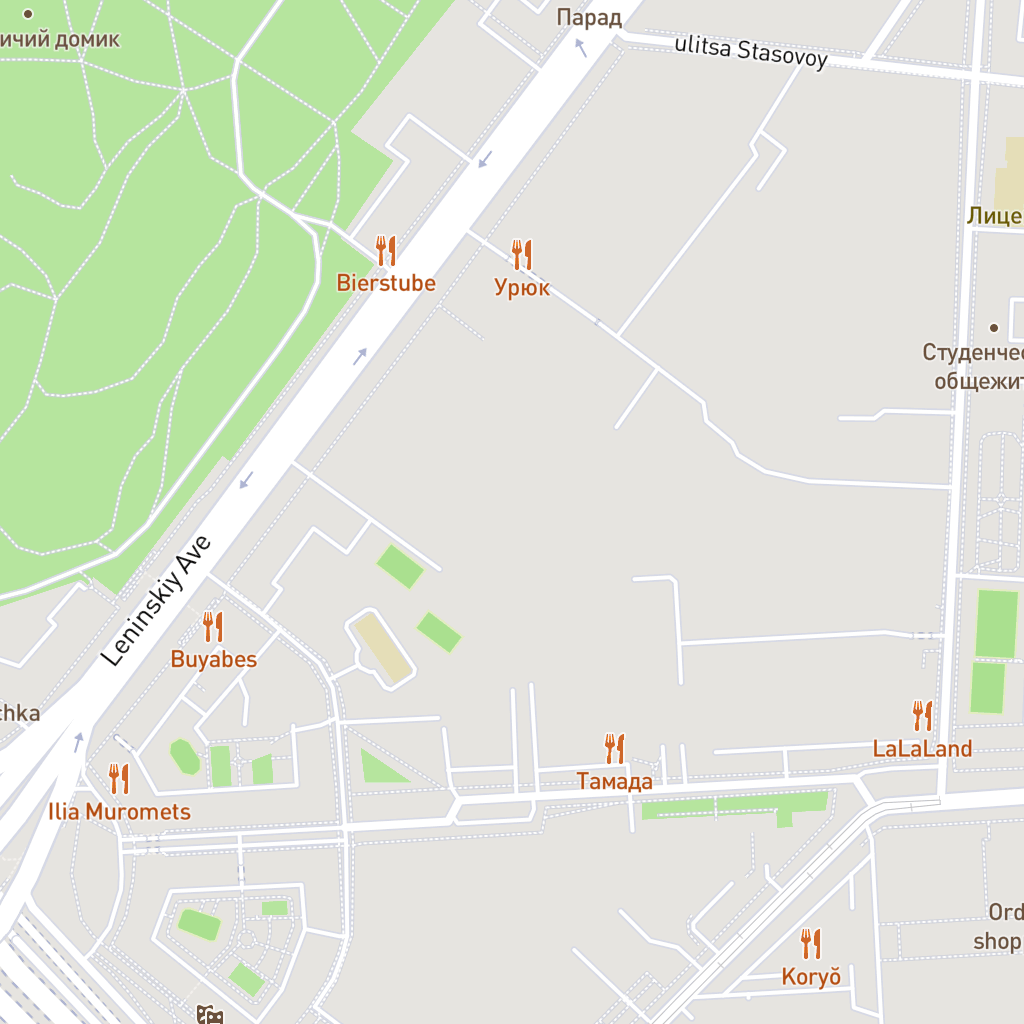 Парад
ulitsa Stasovoy
ичий домик
Лице
Bierstube
Урюк
Студенчес
общежит
Leninskiy Ave
Buyabes
chka
LaLaLand
Тамада
Ilia Muromets
Ord
shop
Koryŏ